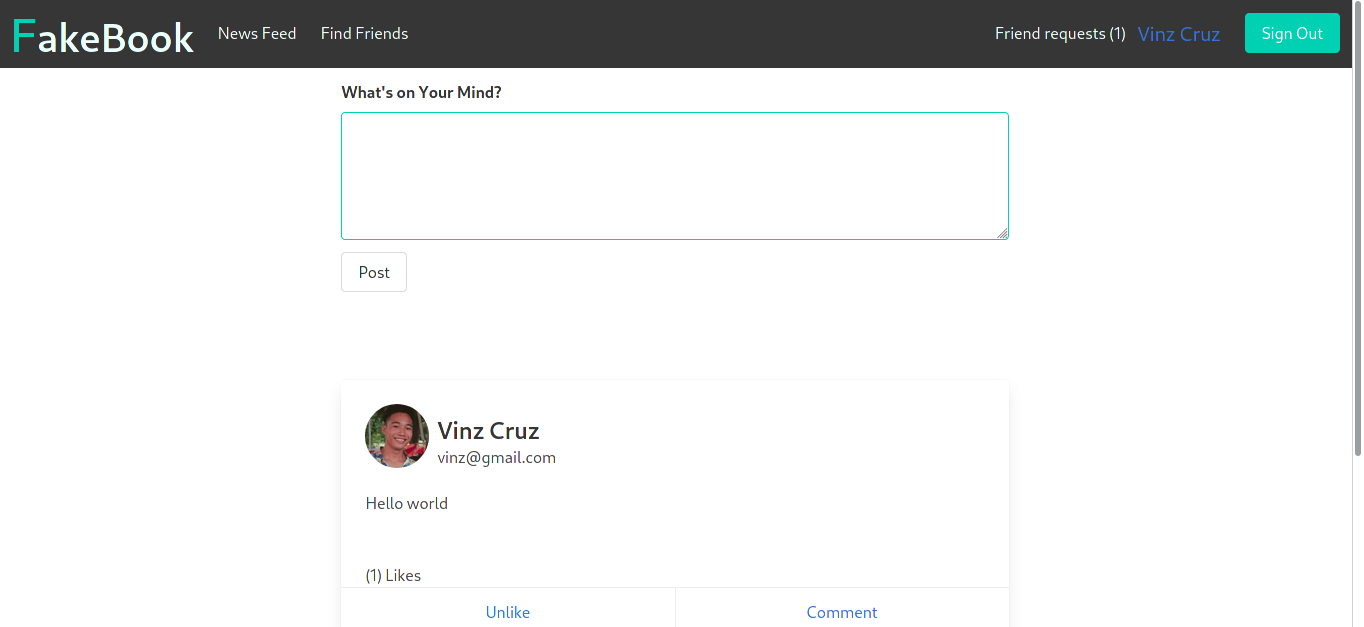 FakeBook News Feed Find Friends Friend requests (1) Vinz Cruz Sign Out
What's on Your Mind?
Post
Vinz Cruz
vinz@gmail.com
Hello world
(1) Likes
Unlike Comment